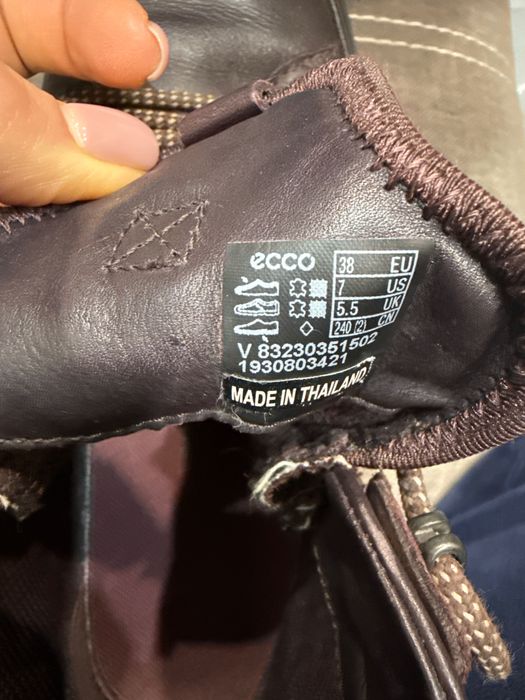 ecco
38 EU
7 US
5.5 UK
240 (2) CN
V 83230351502
1930803421
MADE IN THAILAND